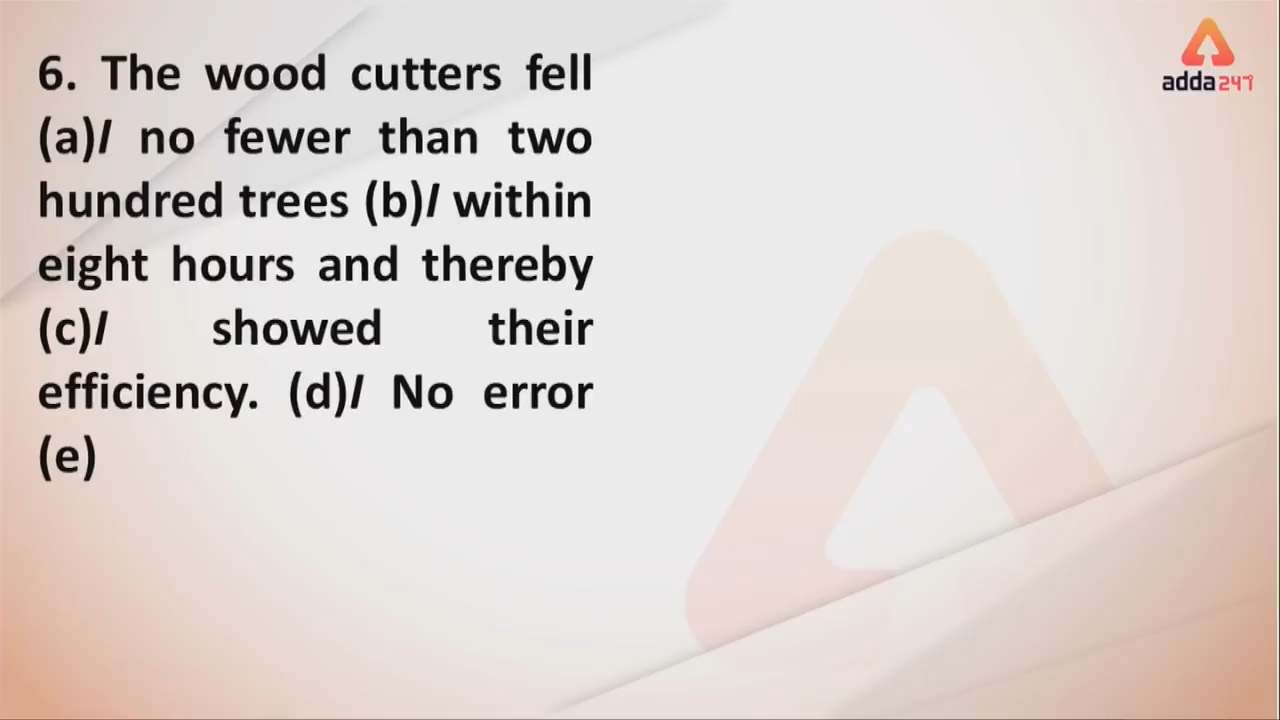 6. The wood cutters fell
(a)/ no fewer than two
hundred trees (b)/ within
eight hours and thereby
(c)/ showed their
efficiency. (d)/ No error
(e)
adda247